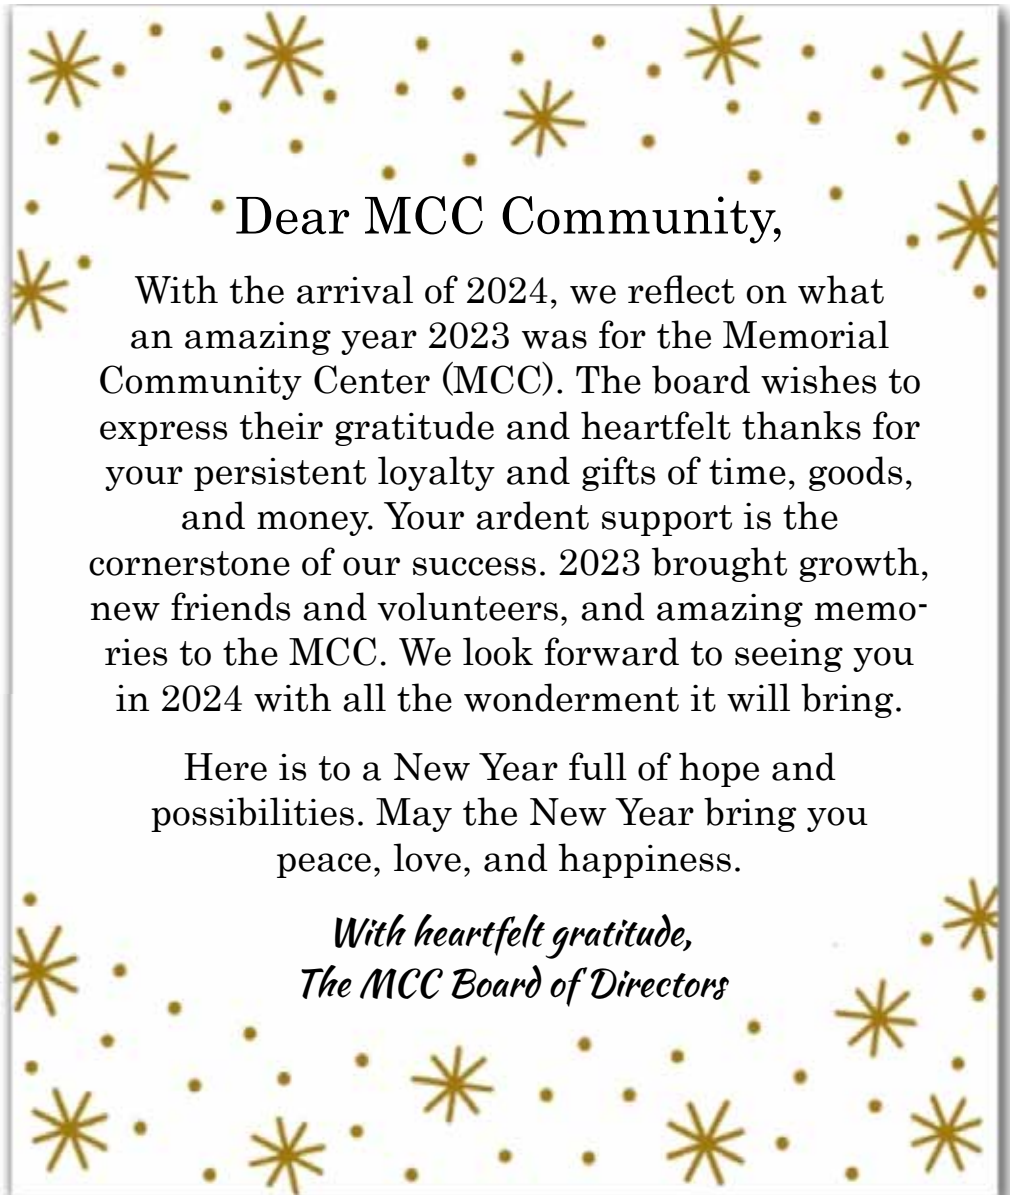 Dear MCC Community,
With the arrival of 2024, we reflect on what
an amazing year 2023 was for the Memorial
Community Center (MCC). The board wishes to
express their gratitude and heartfelt thanks for
your persistent loyalty and gifts of time, goods,
and money. Your ardent support is the
cornerstone of our success. 2023 brought growth,
new friends and volunteers, and amazing memo-
ries to the MCC. We look forward to seeing you
in 2024 with all the wonderment it will bring.
Here is to a New Year full of hope and
possibilities. May the New Year bring you
peace, love, and happiness.
With heartfelt gratitude,
The MCC Board of Directors